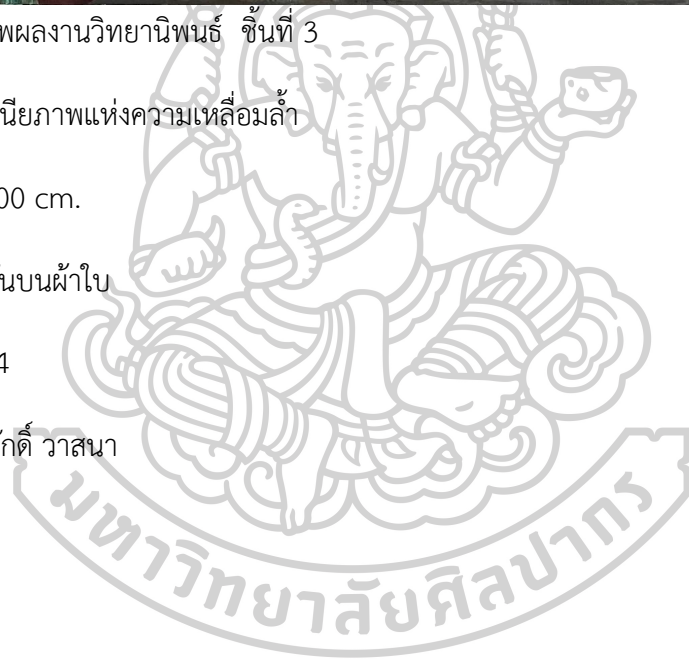 พผลงานวิทยานิพนธ์ ชิ้นที่ 3
นียภาพแห่งความเหลื่อมล้ำ
00 cm.
นบนผ้าใบ
4
ักดิ์ วาสนา
มหาวิทยาลัยศิลปากร